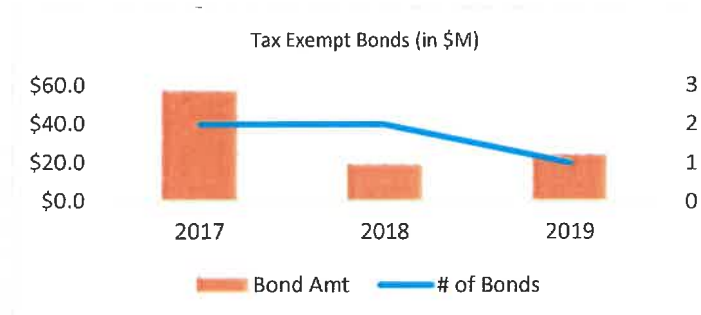 Tax Exempt Bonds (in $M)
$60.0
$40.0
$20.0
$0.0
3
2
1
0
2017 2018 2019
Bond Amt # of Bonds